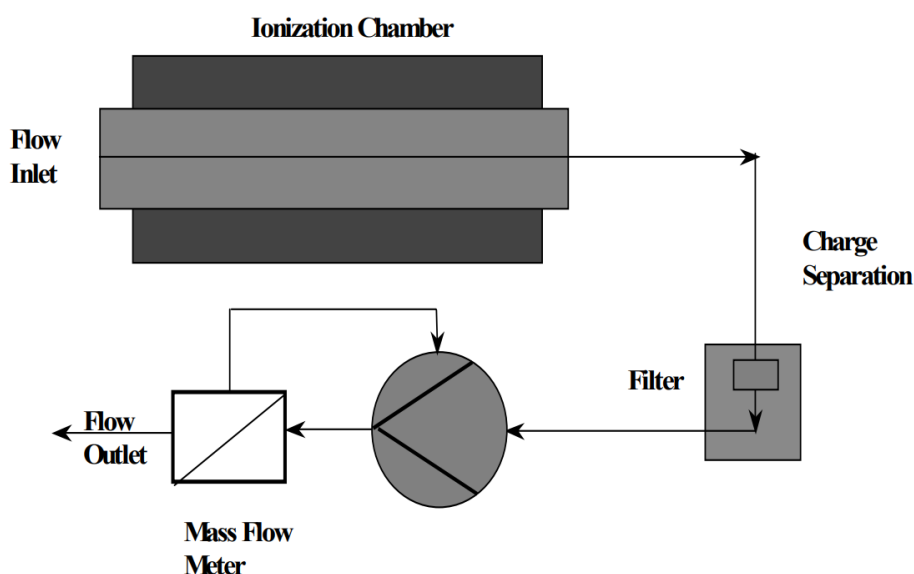 Ionization Chamber
Flow
Inlet
Charge
Separation
Filter
Flow
Outlet
Mass Flow
Meter